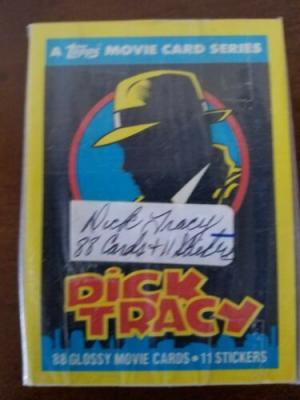 A Topps MOVIE CARD SERIES
Dick Tracy
88 Cards + 11 Stickers
DICK
TRACY
88 GLOSSY MOVIE CARDS • 11 STICKERS